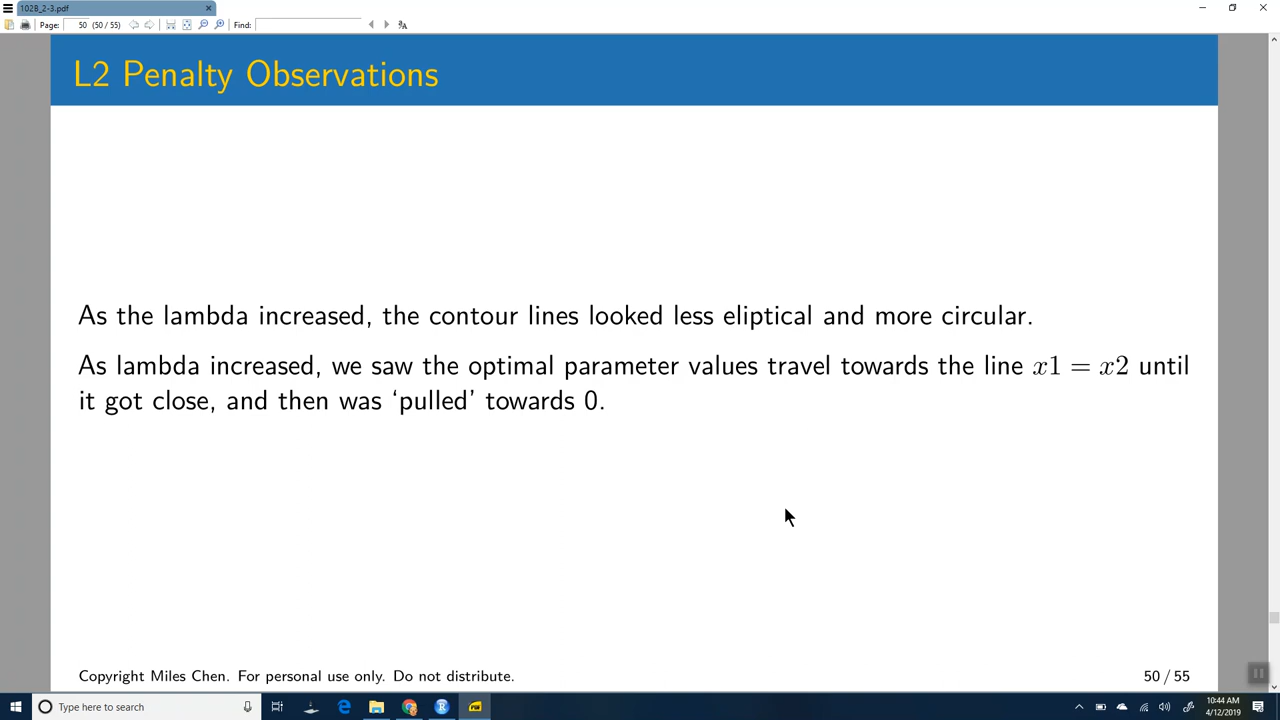 102B_2-3.pdf
Page: 50 (50 / 55) Find:
L2 Penalty Observations
As the lambda increased, the contour lines looked less eliptical and more circular.
As lambda increased, we saw the optimal parameter values travel towards the line x1 = x2 until
it got close, and then was ‘pulled’ towards 0.
Copyright Miles Chen. For personal use only. Do not distribute.
50 / 55
Type here to search
10:44 AM
4/12/2019